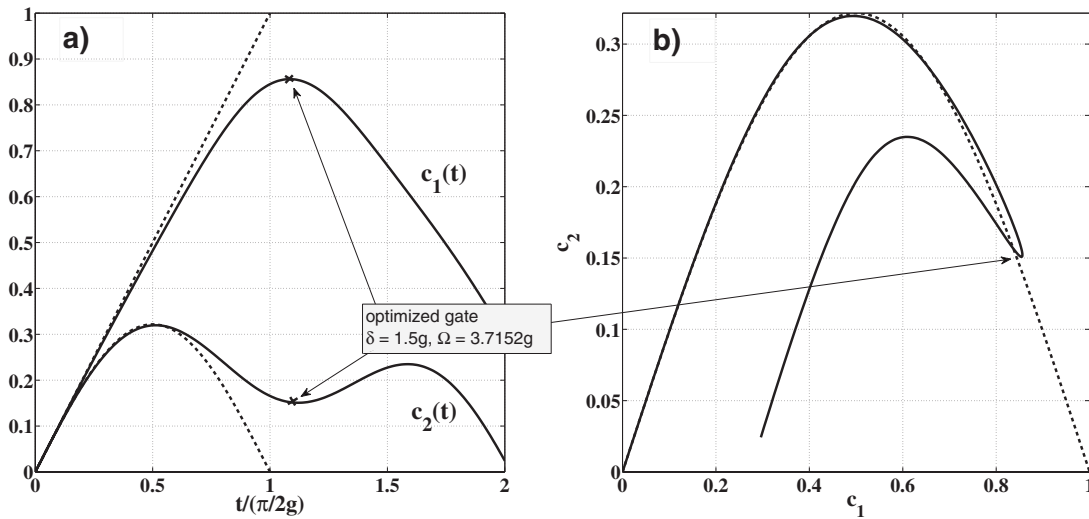 a)
1
0.9
0.8
0.7
0.6
0.5
0.4
0.3
0.2
0.1
0
0 0.5 1 1.5 2
t/(π/2g)
c₁(t)
c₂(t)
optimized gate
δ = 1.5g, Ω = 3.7152g
b)
c₂
0.3
0.25
0.2
0.15
0.1
0.05
0
0 0.2 0.4 0.6 0.8 1
c₁